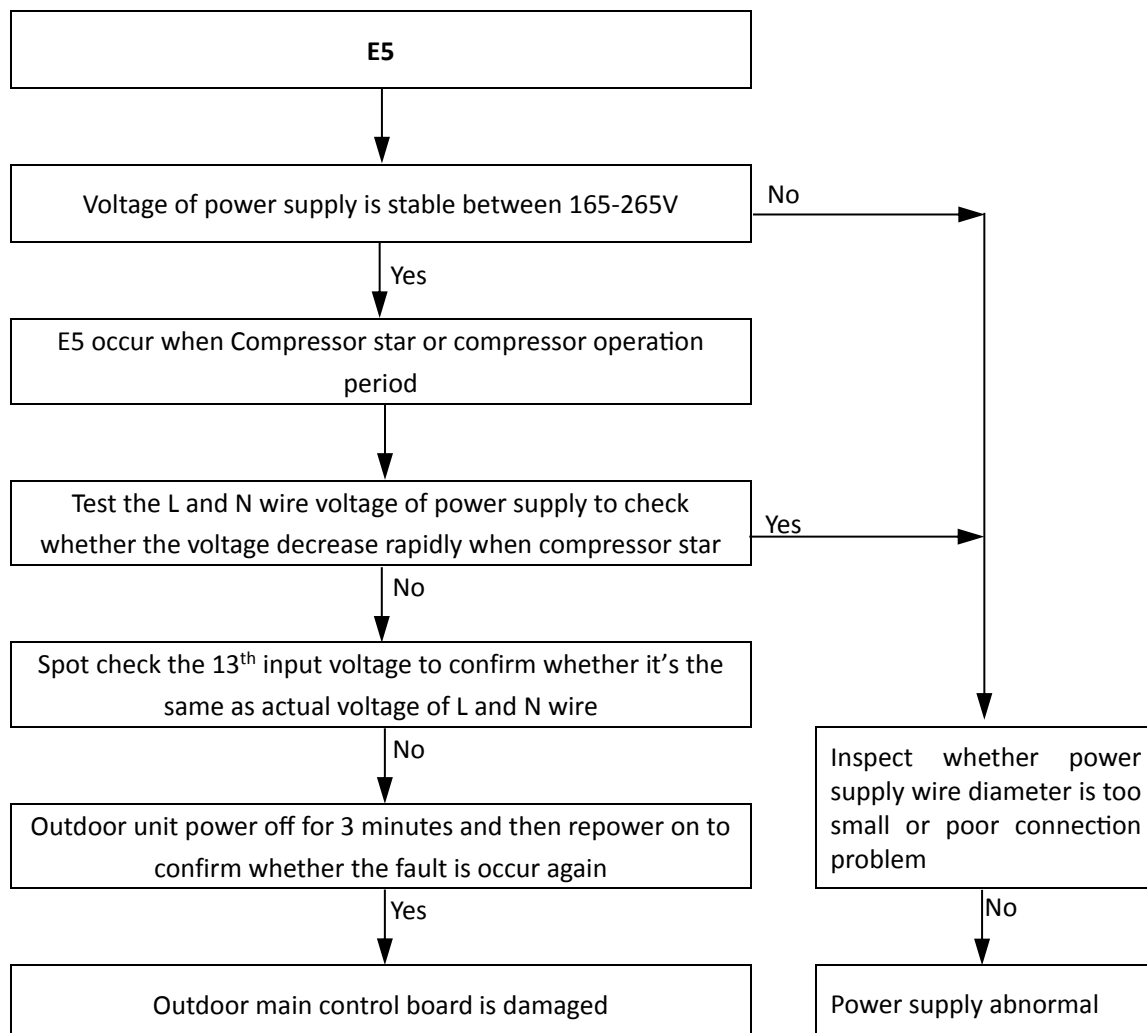 E5
Voltage of power supply is stable between 165-265V
No
Yes
E5 occur when Compressor star or compressor operation
period
Test the L and N wire voltage of power supply to check
whether the voltage decrease rapidly when compressor star
Yes
No
Spot check the 13th input voltage to confirm whether it's the
same as actual voltage of L and N wire
No
Outdoor unit power off for 3 minutes and then repower on to
confirm whether the fault is occur again
Yes
Outdoor main control board is damaged
Inspect whether power
supply wire diameter is too
small or poor connection
problem
No
Power supply abnormal